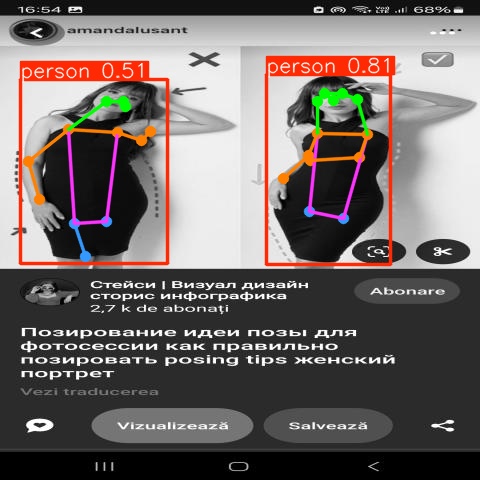 16:54
68%
amandalusant
person 0.51
person 0.81
Стейси | Визуал дизайн
сторис инфографика
2,7 k de abonați
Abonare
Позирование идеи позы для
фотосессии как правильно
позировать posing tips женский
портрет
Vezi traducerea
Vizualizează
Salvează